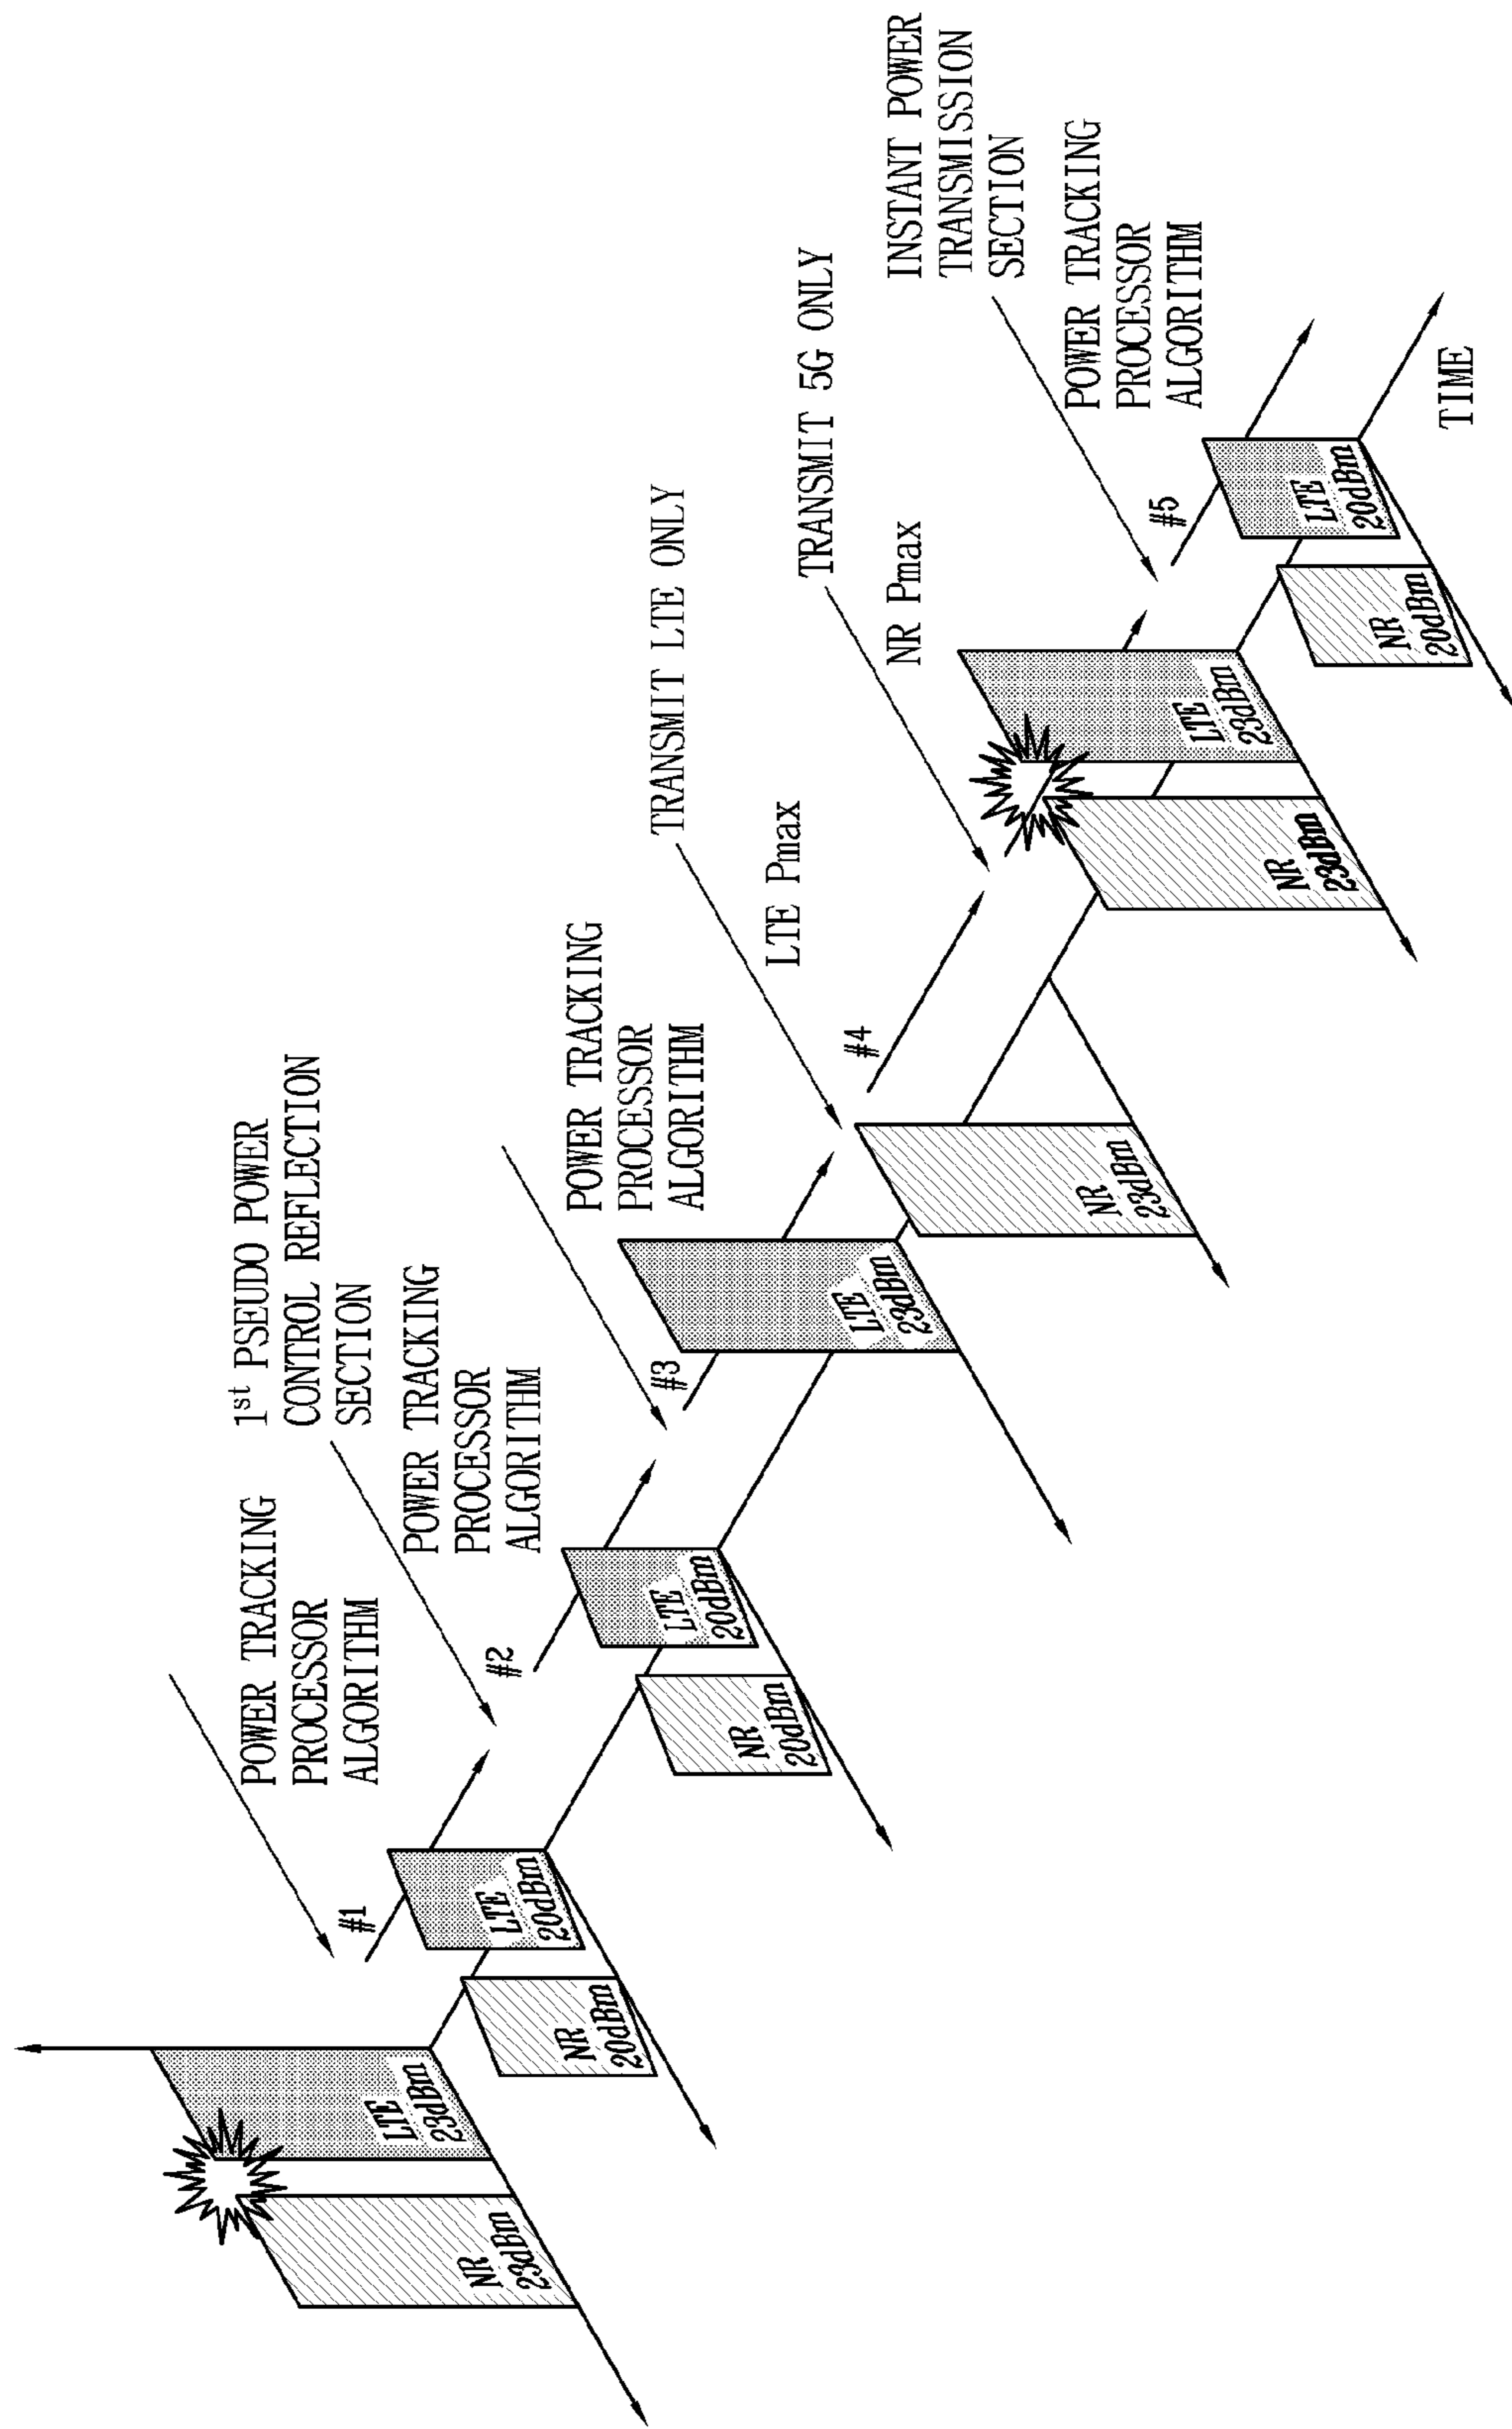 POWER TRACKING
PROCESSOR
ALGORITHM
1st PSEUDO POWER
CONTROL REFLECTION
SECTION
POWER TRACKING
PROCESSOR
ALGORITHM
POWER TRACKING
PROCESSOR
ALGORITHM
TRANSMIT LTE ONLY
LTE Pmax
TRANSMIT 5G ONLY
NR Pmax
INSTANT POWER
TRANSMISSION
SECTION
POWER TRACKING
PROCESSOR
ALGORITHM
#1
#2
#3
#4
#5
NR
23dBm
LTE
23dBm
NR
20dBm
LTE
20dBm
NR
20dBm
LTE
20dBm
LTE
23dBm
NR
23dBm
NR
23dBm
LTE
23dBm
NR
20dBm
LTE
20dBm
TIME